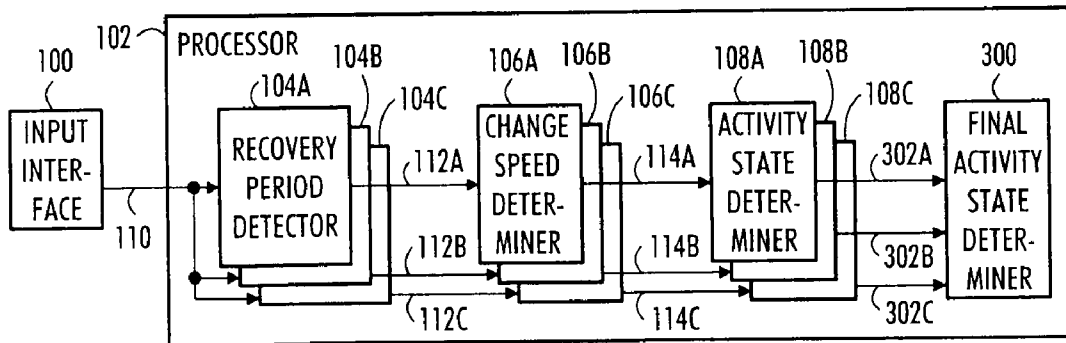 102
PROCESSOR
100
INPUT
INTER-
FACE
110
104A
104B
104C
RECOVERY
PERIOD
DETECTOR
112A
112B
112C
106A
106B
106C
CHANGE
SPEED
DETER-
MINER
114A
114B
114C
108A
108B
108C
ACTIVITY
STATE
DETER-
MINER
302A
302B
302C
300
FINAL
ACTIVITY
STATE
DETER-
MINER